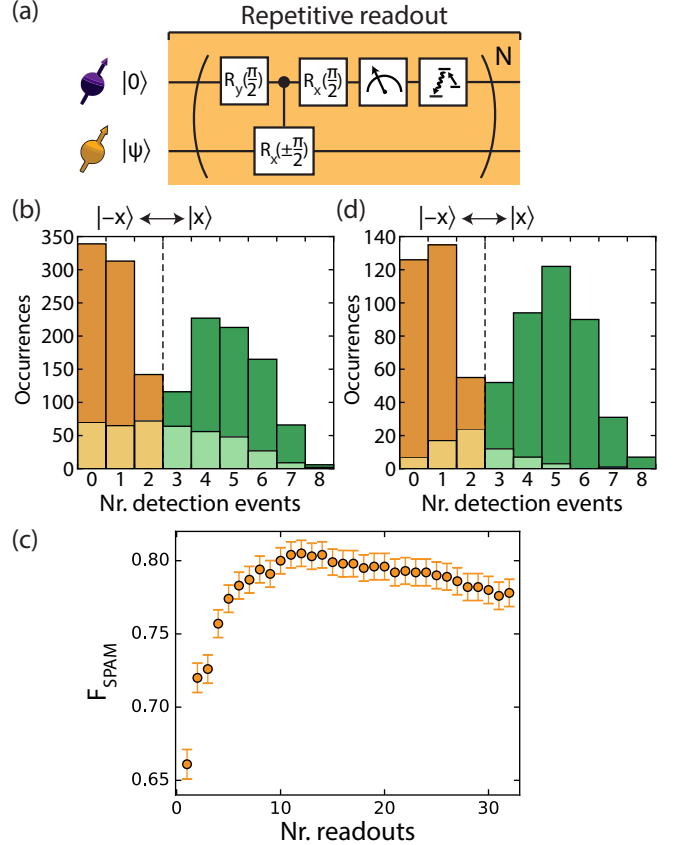 (a)
Repetitive readout
N
|0⟩
R_y(π/2)
R_x(π/2)
|ψ⟩
R_x(±π/2)
(b)
|−x⟩ ↔ |x⟩
350
300
250
200
150
100
50
0
Occurrences
0 1 2 3 4 5 6 7 8
Nr. detection events
(d)
|−x⟩ ↔ |x⟩
140
120
100
80
60
40
20
0
Occurrences
0 1 2 3 4 5 6 7 8
Nr. detection events
(c)
0.80
0.75
0.70
0.65
F_SPAM
0 10 20 30
Nr. readouts